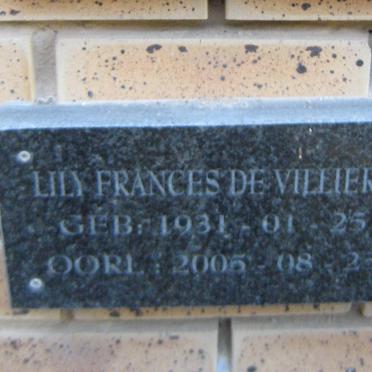 LILY FRANCES DE VILLIER
GEB: 1931 - 01 - 25
OORL: 2005 - 08 - 2